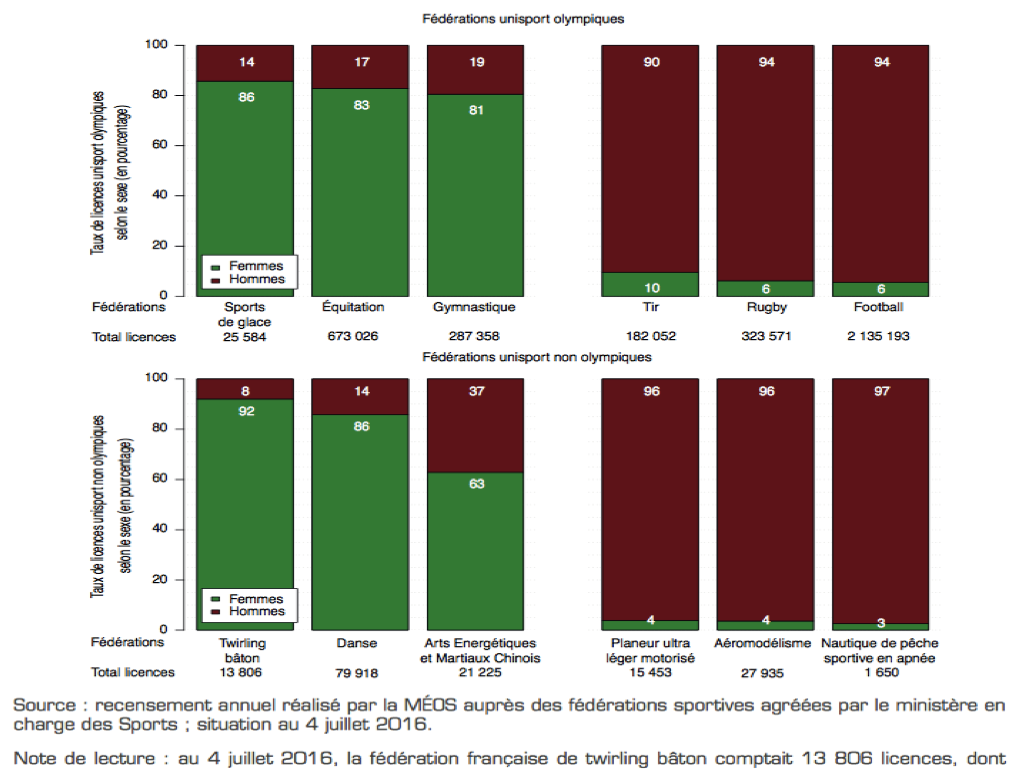 Fédérations unisport olympiques
Taux de licences unisport olympiques
selon le sexe (en pourcentage)
100
80
60
40
20
0
14 17 19 90 94 94
86 83 81 10 6 6
Femmes
Hommes
Fédérations Sports de glace Équitation Gymnastique Tir Rugby Football
Total licences 25 584 673 026 287 358 182 052 323 571 2 135 193
Fédérations unisport non olympiques
Taux de licences unisport non olympiques
selon le sexe (en pourcentage)
100
80
60
40
20
0
8 14 37 96 96 97
92 86 63 4 4 3
Femmes
Hommes
Fédérations Twirling Danse Arts Energétiques Planeur ultra Aéromodélisme Nautique de pêche
bâton et Martiaux Chinois léger motorisé sportive en apnée
Total licences 13 806 79 918 21 225 15 453 27 935 1 650
Source : recensement annuel réalisé par la MÉOS auprès des fédérations sportives agréées par le ministère en
charge des Sports ; situation au 4 juillet 2016.
Note de lecture : au 4 juillet 2016, la fédération française de twirling bâton comptait 13 806 licences, dont